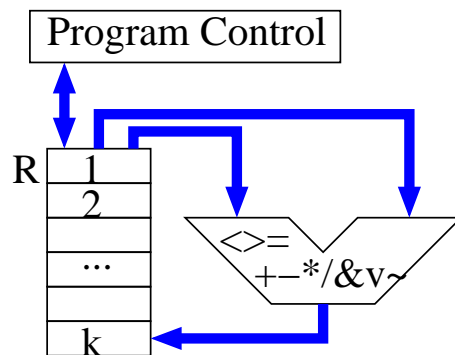 Program Control
R
1
2
...
k
<>=
+−*/&v~